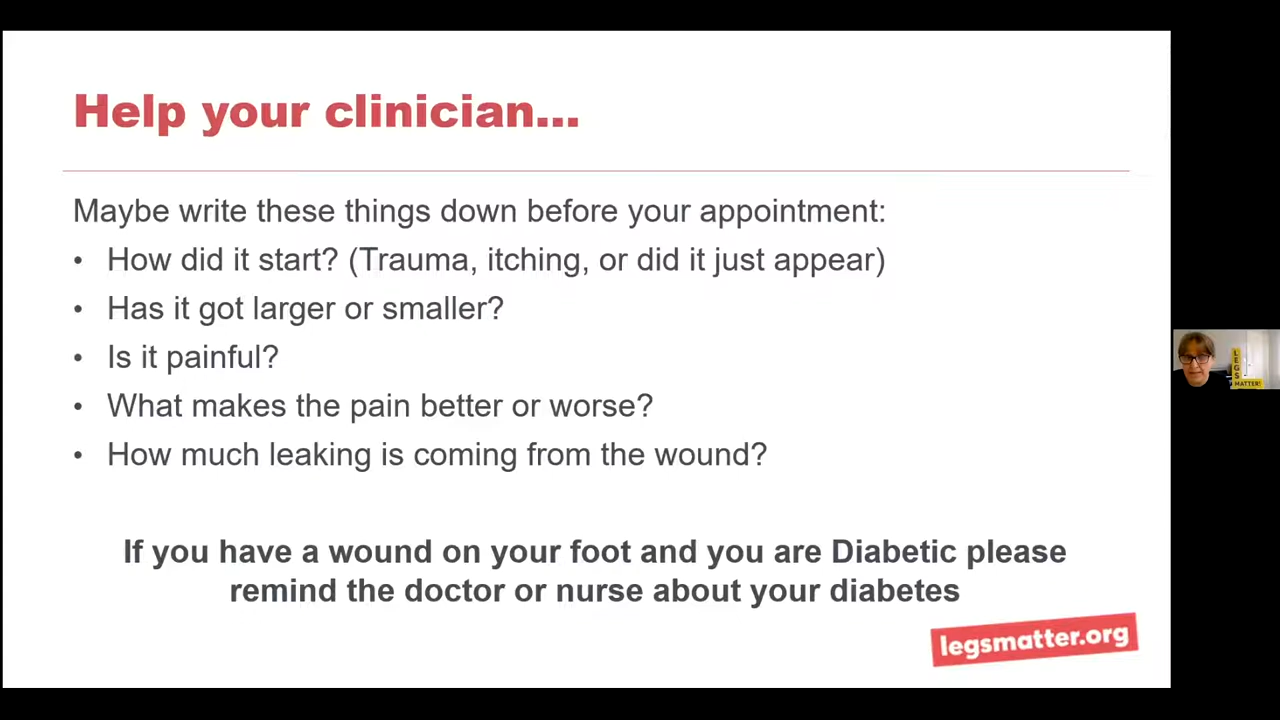 Help your clinician...
Maybe write these things down before your appointment:
• How did it start? (Trauma, itching, or did it just appear)
• Has it got larger or smaller?
• Is it painful?
• What makes the pain better or worse?
• How much leaking is coming from the wound?
If you have a wound on your foot and you are Diabetic please
remind the doctor or nurse about your diabetes
legsmatter.org
LEGS
MATTER!